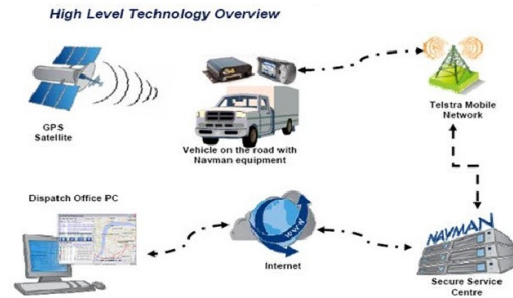 High Level Technology Overview
GPS
Satellite
Vehicle on the road with
Navman equipment
Telstra Mobile
Network
Dispatch Office PC
WWW
Internet
NAVMAN
Secure Service
Centre